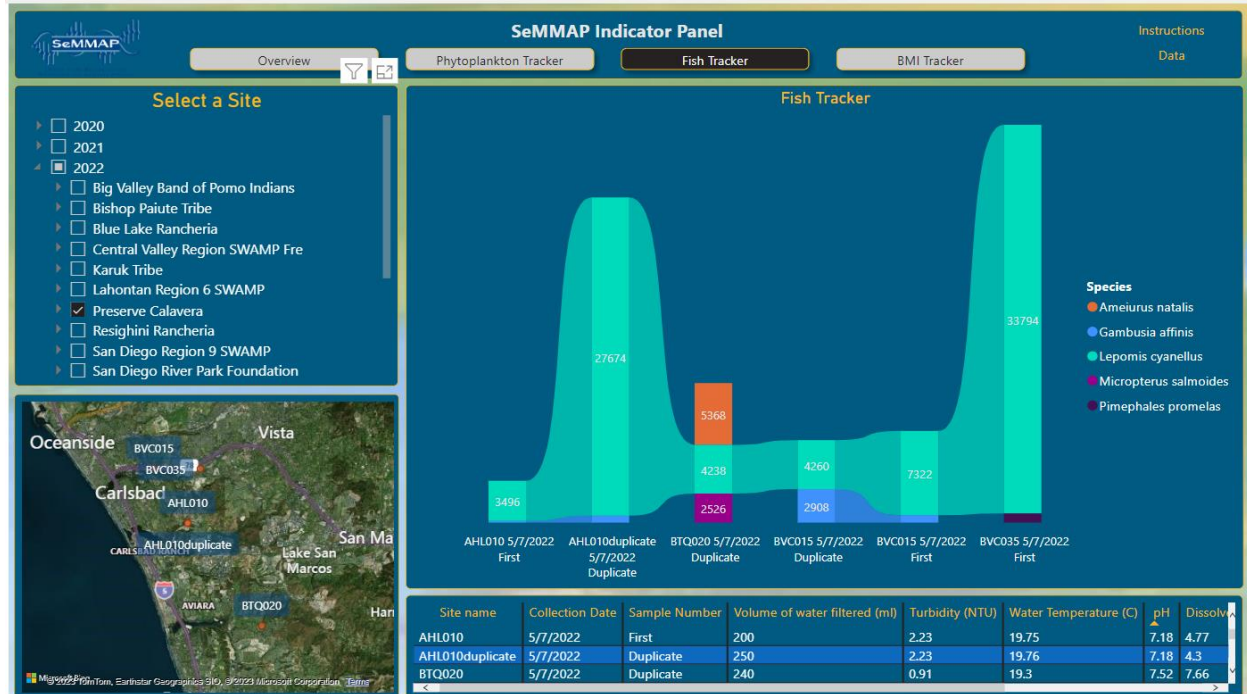 SeMMAP
SeMMAP Indicator Panel
Instructions
Data
Overview
Phytoplankton Tracker
Fish Tracker
BMI Tracker
Select a Site
2020
2021
2022
Big Valley Band of Pomo Indians
Bishop Paiute Tribe
Blue Lake Rancheria
Central Valley Region SWAMP Fre
Karuk Tribe
Lahontan Region 6 SWAMP
Preserve Calavera
Resighini Rancheria
San Diego Region 9 SWAMP
San Diego River Park Foundation
Fish Tracker
33794
27674
5368
4238
4260
7322
3496
2526
2908
AHL010 5/7/2022 First
AHL010duplicate 5/7/2022 Duplicate
BTQ020 5/7/2022 Duplicate
BVC015 5/7/2022 Duplicate
BVC015 5/7/2022 First
BVC035 5/7/2022 First
Species
Ameiurus natalis
Gambusia affinis
Lepomis cyanellus
Micropterus salmoides
Pimephales promelas
Oceanside
Vista
BVC015
BVC035
Carlsbad
AHL010
AHL010duplicate
CARLSBAD RANCH
San Ma
Lake San
Marcos
5
AVIARA
BTQ020
Har
Microsoft Bing
© 2023 TomTom, Earthstar Geographics SIO, © 2023 Microsoft Corporation Terms
Site name Collection Date Sample Number Volume of water filtered (ml) Turbidity (NTU) Water Temperature (C) pH Dissolv
AHL010 5/7/2022 First 200 2.23 19.75 7.18 4.77
AHL010duplicate 5/7/2022 Duplicate 250 2.23 19.76 7.18 4.3
BTQ020 5/7/2022 Duplicate 240 0.91 19.3 7.52 7.66